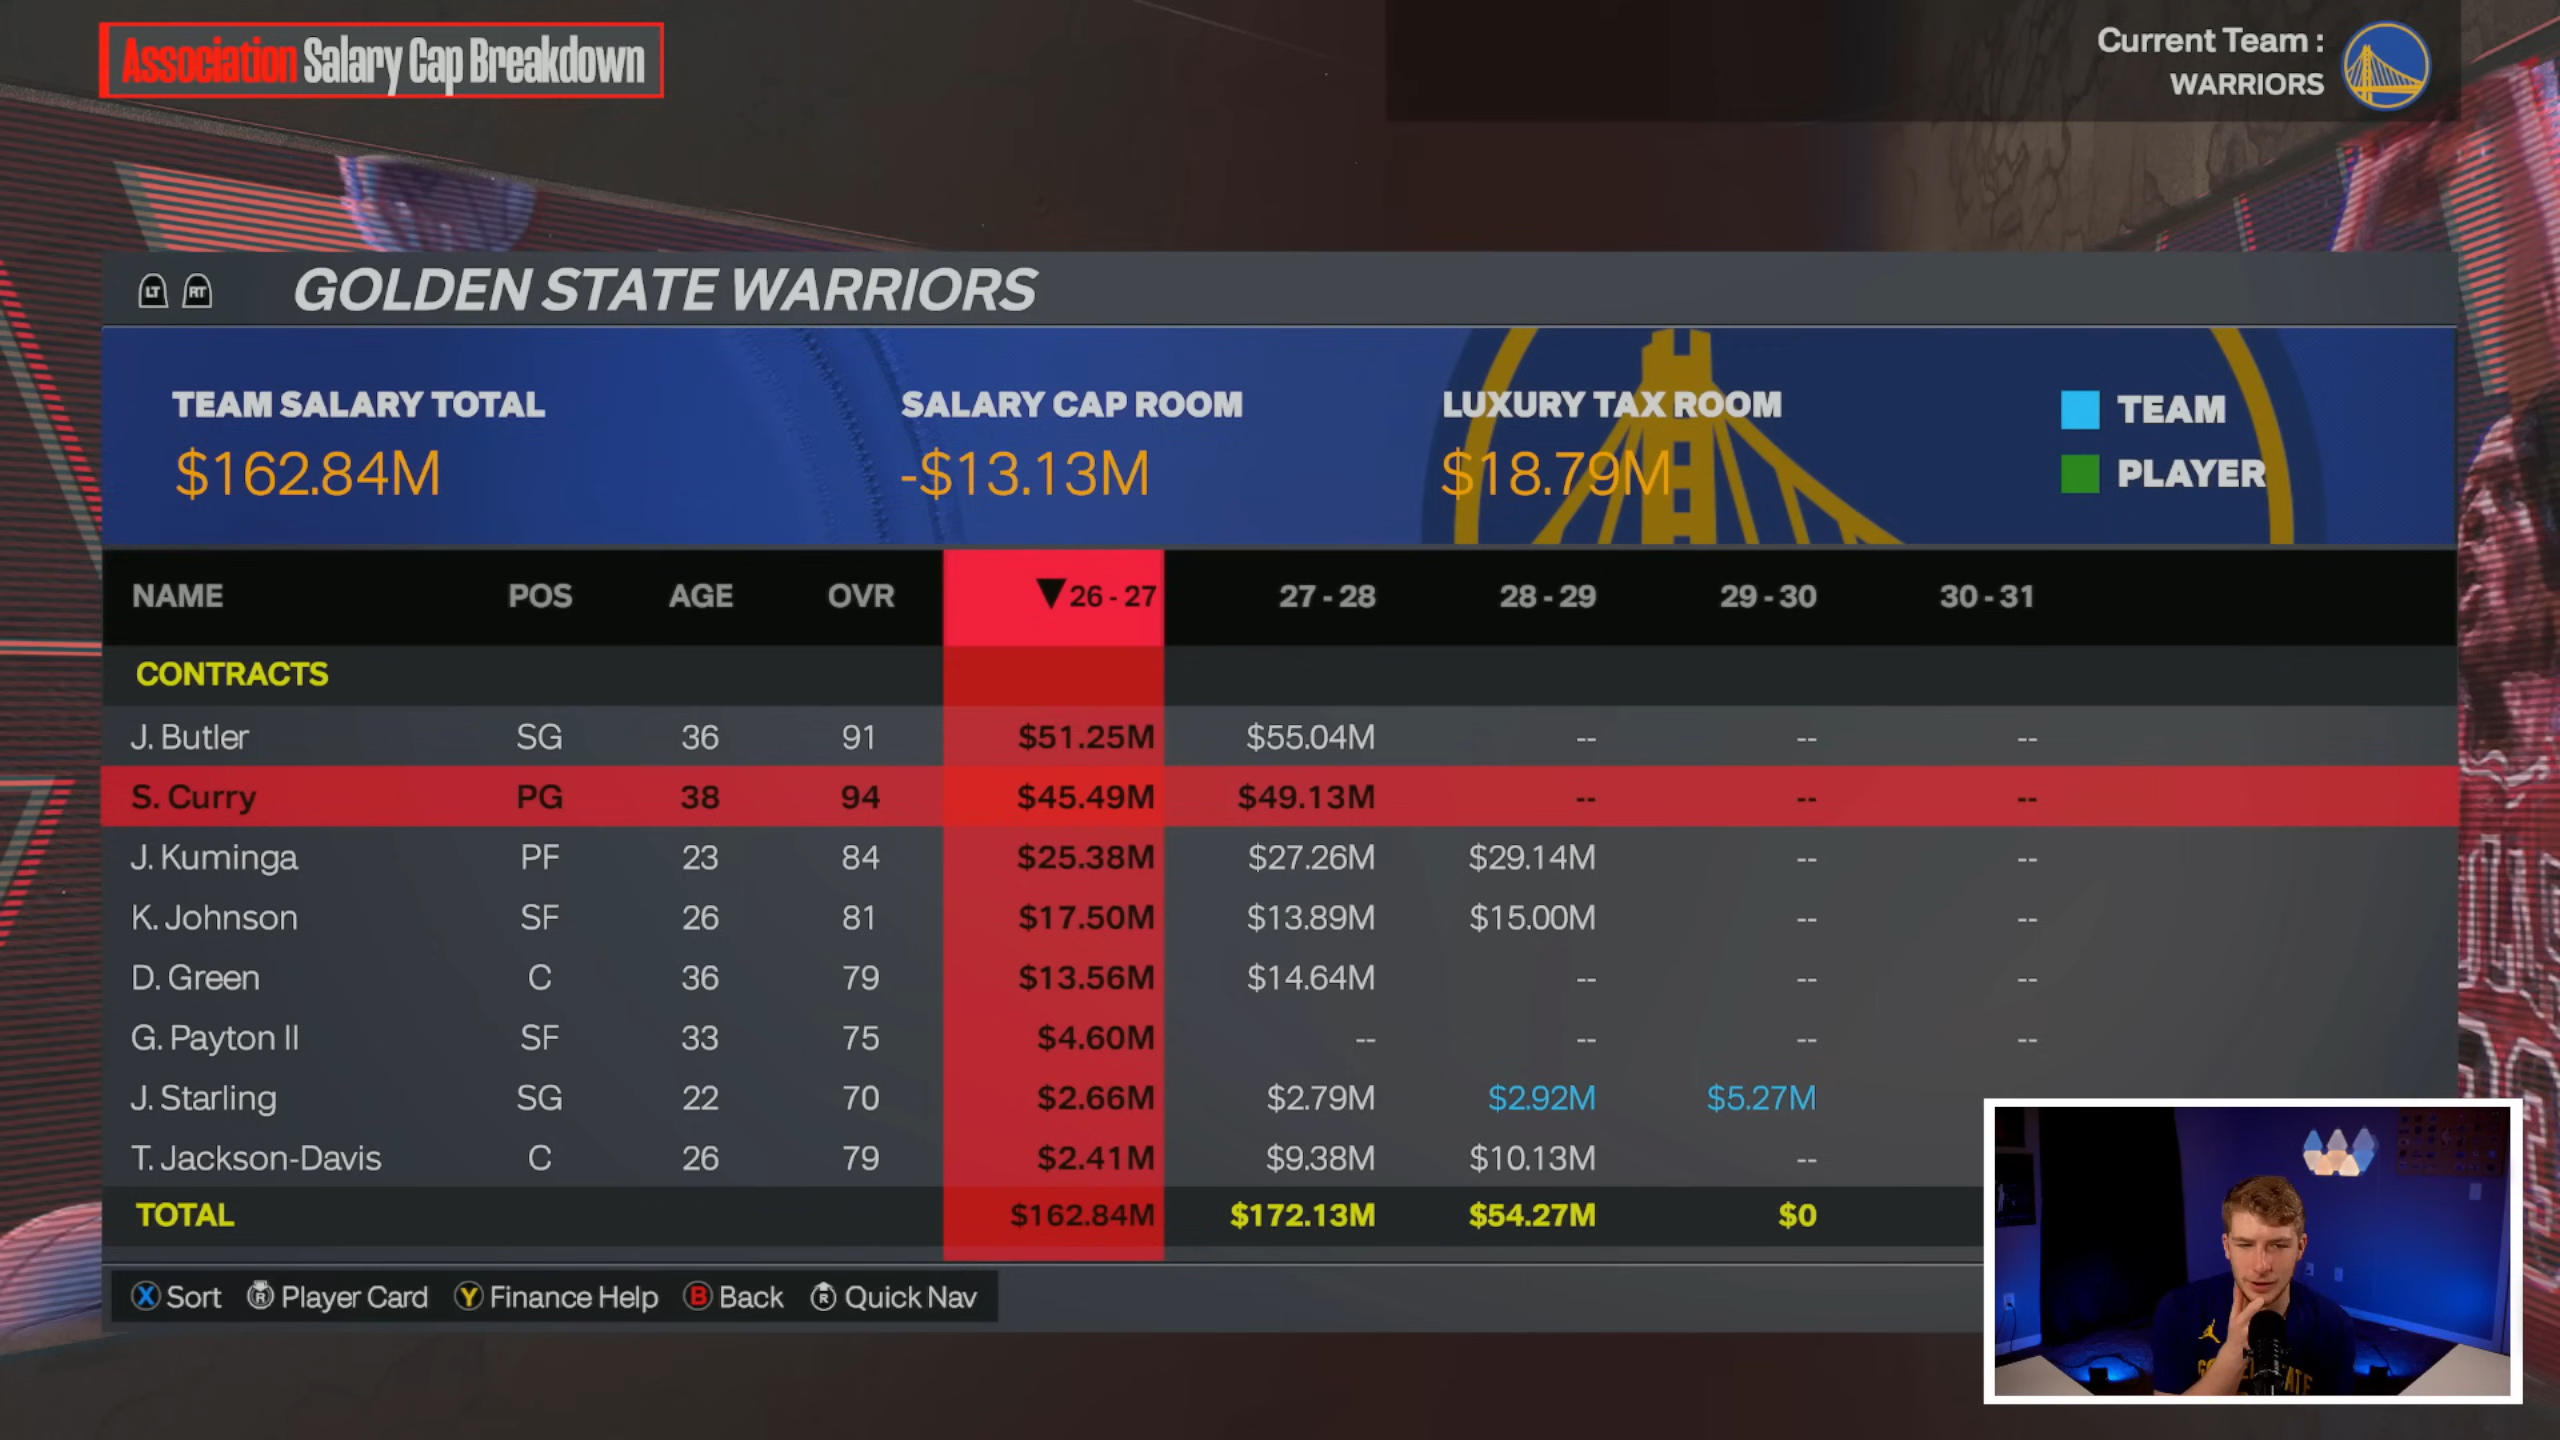 Association Salary Cap Breakdown
Current Team :
WARRIORS
LT RT GOLDEN STATE WARRIORS
TEAM SALARY TOTAL SALARY CAP ROOM LUXURY TAX ROOM TEAM
$162.84M -$13.13M $18.79M PLAYER
NAME POS AGE OVR ▼26 - 27 27 - 28 28 - 29 29 - 30 30 - 31
CONTRACTS
J. Butler SG 36 91 $51.25M $55.04M -- -- --
S. Curry PG 38 94 $45.49M $49.13M -- -- --
J. Kuminga PF 23 84 $25.38M $27.26M $29.14M -- --
K. Johnson SF 26 81 $17.50M $13.89M $15.00M -- --
D. Green C 36 79 $13.56M $14.64M -- -- --
G. Payton II SF 33 75 $4.60M -- -- -- --
J. Starling SG 22 70 $2.66M $2.79M $2.92M $5.27M
T. Jackson-Davis C 26 79 $2.41M $9.38M $10.13M --
TOTAL $162.84M $172.13M $54.27M $0
X Sort R Player Card Y Finance Help B Back R Quick Nav